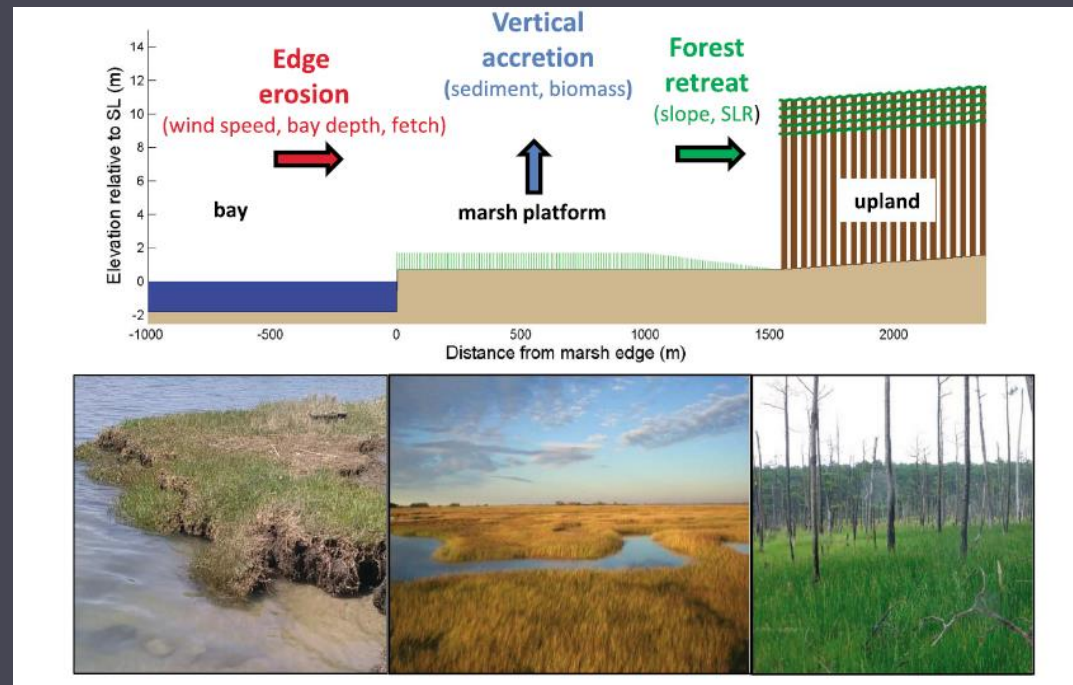 Vertical
accretion
(sediment, biomass)
Edge
erosion
(wind speed, bay depth, fetch)
Forest
retreat
(slope, SLR)
Elevation relative to SL (m)
14
12
10
8
6
4
2
0
-2
bay
marsh platform
upland
-1000
-500
0
500
1000
1500
2000
Distance from marsh edge (m)